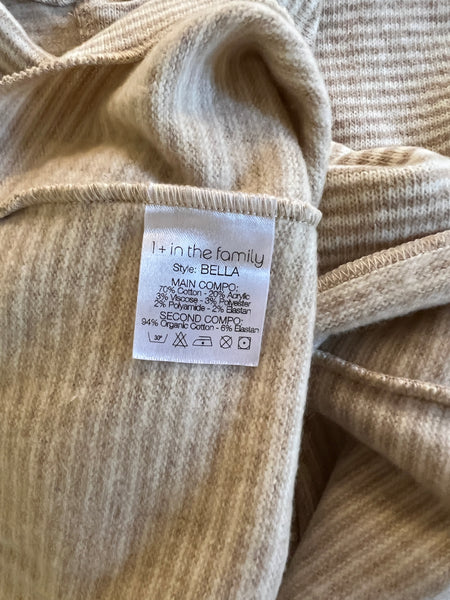 1 + in the family
Style: BELLA
MAIN COMPO:
70% Cotton - 20% Acrylic
3% Viscose - 3% Polyester
2% Polyamide - 2% Elastan
SECOND COMPO:
94% Organic Cotton - 6% Elastan
30°